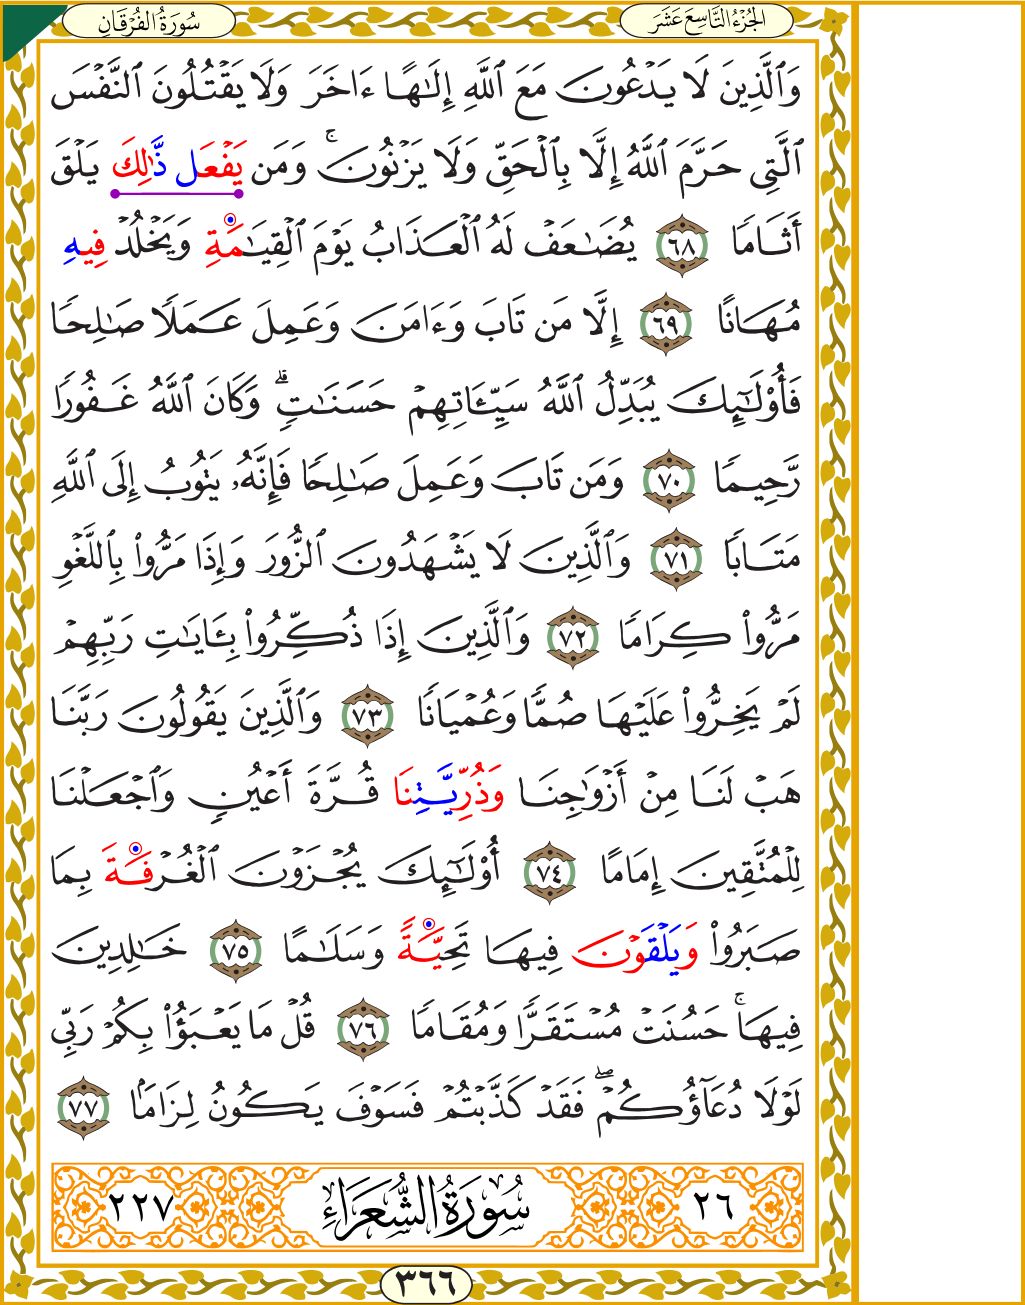 الجُزْءُ التَّاسِعَ عَشَرَ
سُورَةُ الفُرْقَانِ
وَٱلَّذِينَ لَا يَدْعُونَ مَعَ ٱللَّهِ إِلَٰهًا ءَاخَرَ وَلَا يَقْتُلُونَ ٱلنَّفْسَ
ٱلَّتِى حَرَّمَ ٱللَّهُ إِلَّا بِٱلْحَقِّ وَلَا يَزْنُونَ ۚ وَمَن يَفْعَل ذَّٰلِكَ يَلْقَ
أَثَامًا ٦٨ يُضَٰعَفْ لَهُ ٱلْعَذَابُ يَوْمَ ٱلْقِيَٰمَةِ وَيَخْلُدْ فِيهِ
مُهَانًا ٦٩ إِلَّا مَن تَابَ وَءَامَنَ وَعَمِلَ عَمَلًا صَٰلِحًا
فَأُوْلَٰٓئِكَ يُبَدِّلُ ٱللَّهُ سَيِّـَٔاتِهِمْ حَسَنَٰتٍ ۗ وَكَانَ ٱللَّهُ غَفُورًا
رَّحِيمًا ٧٠ وَمَن تَابَ وَعَمِلَ صَٰلِحًا فَإِنَّهُۥ يَتُوبُ إِلَى ٱللَّهِ
مَتَابًا ٧١ وَٱلَّذِينَ لَا يَشْهَدُونَ ٱلزُّورَ وَإِذَا مَرُّوا۟ بِٱللَّغْوِ
مَرُّوا۟ كِرَامًا ٧٢ وَٱلَّذِينَ إِذَا ذُكِّرُوا۟ بِـَٔايَٰتِ رَبِّهِمْ
لَمْ يَخِرُّوا۟ عَلَيْهَا صُمًّا وَعُمْيَانًا ٧٣ وَٱلَّذِينَ يَقُولُونَ رَبَّنَا
هَبْ لَنَا مِنْ أَزْوَٰجِنَا وَذُرِّيَّتِنَا قُرَّةَ أَعْيُنٍ وَٱجْعَلْنَا
لِلْمُتَّقِينَ إِمَامًا ٧٤ أُوْلَٰٓئِكَ يُجْزَوْنَ ٱلْغُرْفَةَ بِمَا
صَبَرُوا۟ وَيَلْقَوْنَ فِيهَا تَحِيَّةً وَسَلَٰمًا ٧٥ خَٰلِدِينَ
فِيهَا ۚ حَسُنَتْ مُسْتَقَرًّا وَمُقَامًا ٧٦ قُلْ مَا يَعْبَؤُا۟ بِكُمْ رَبِّى
لَوْلَا دُعَآؤُكُمْ ۖ فَقَدْ كَذَّبْتُمْ فَسَوْفَ يَكُونُ لِزَامًۢا ٧٧
٢٦ سُورَةُ الشُّعَرَاءِ ٢٢٧
٣٦٦